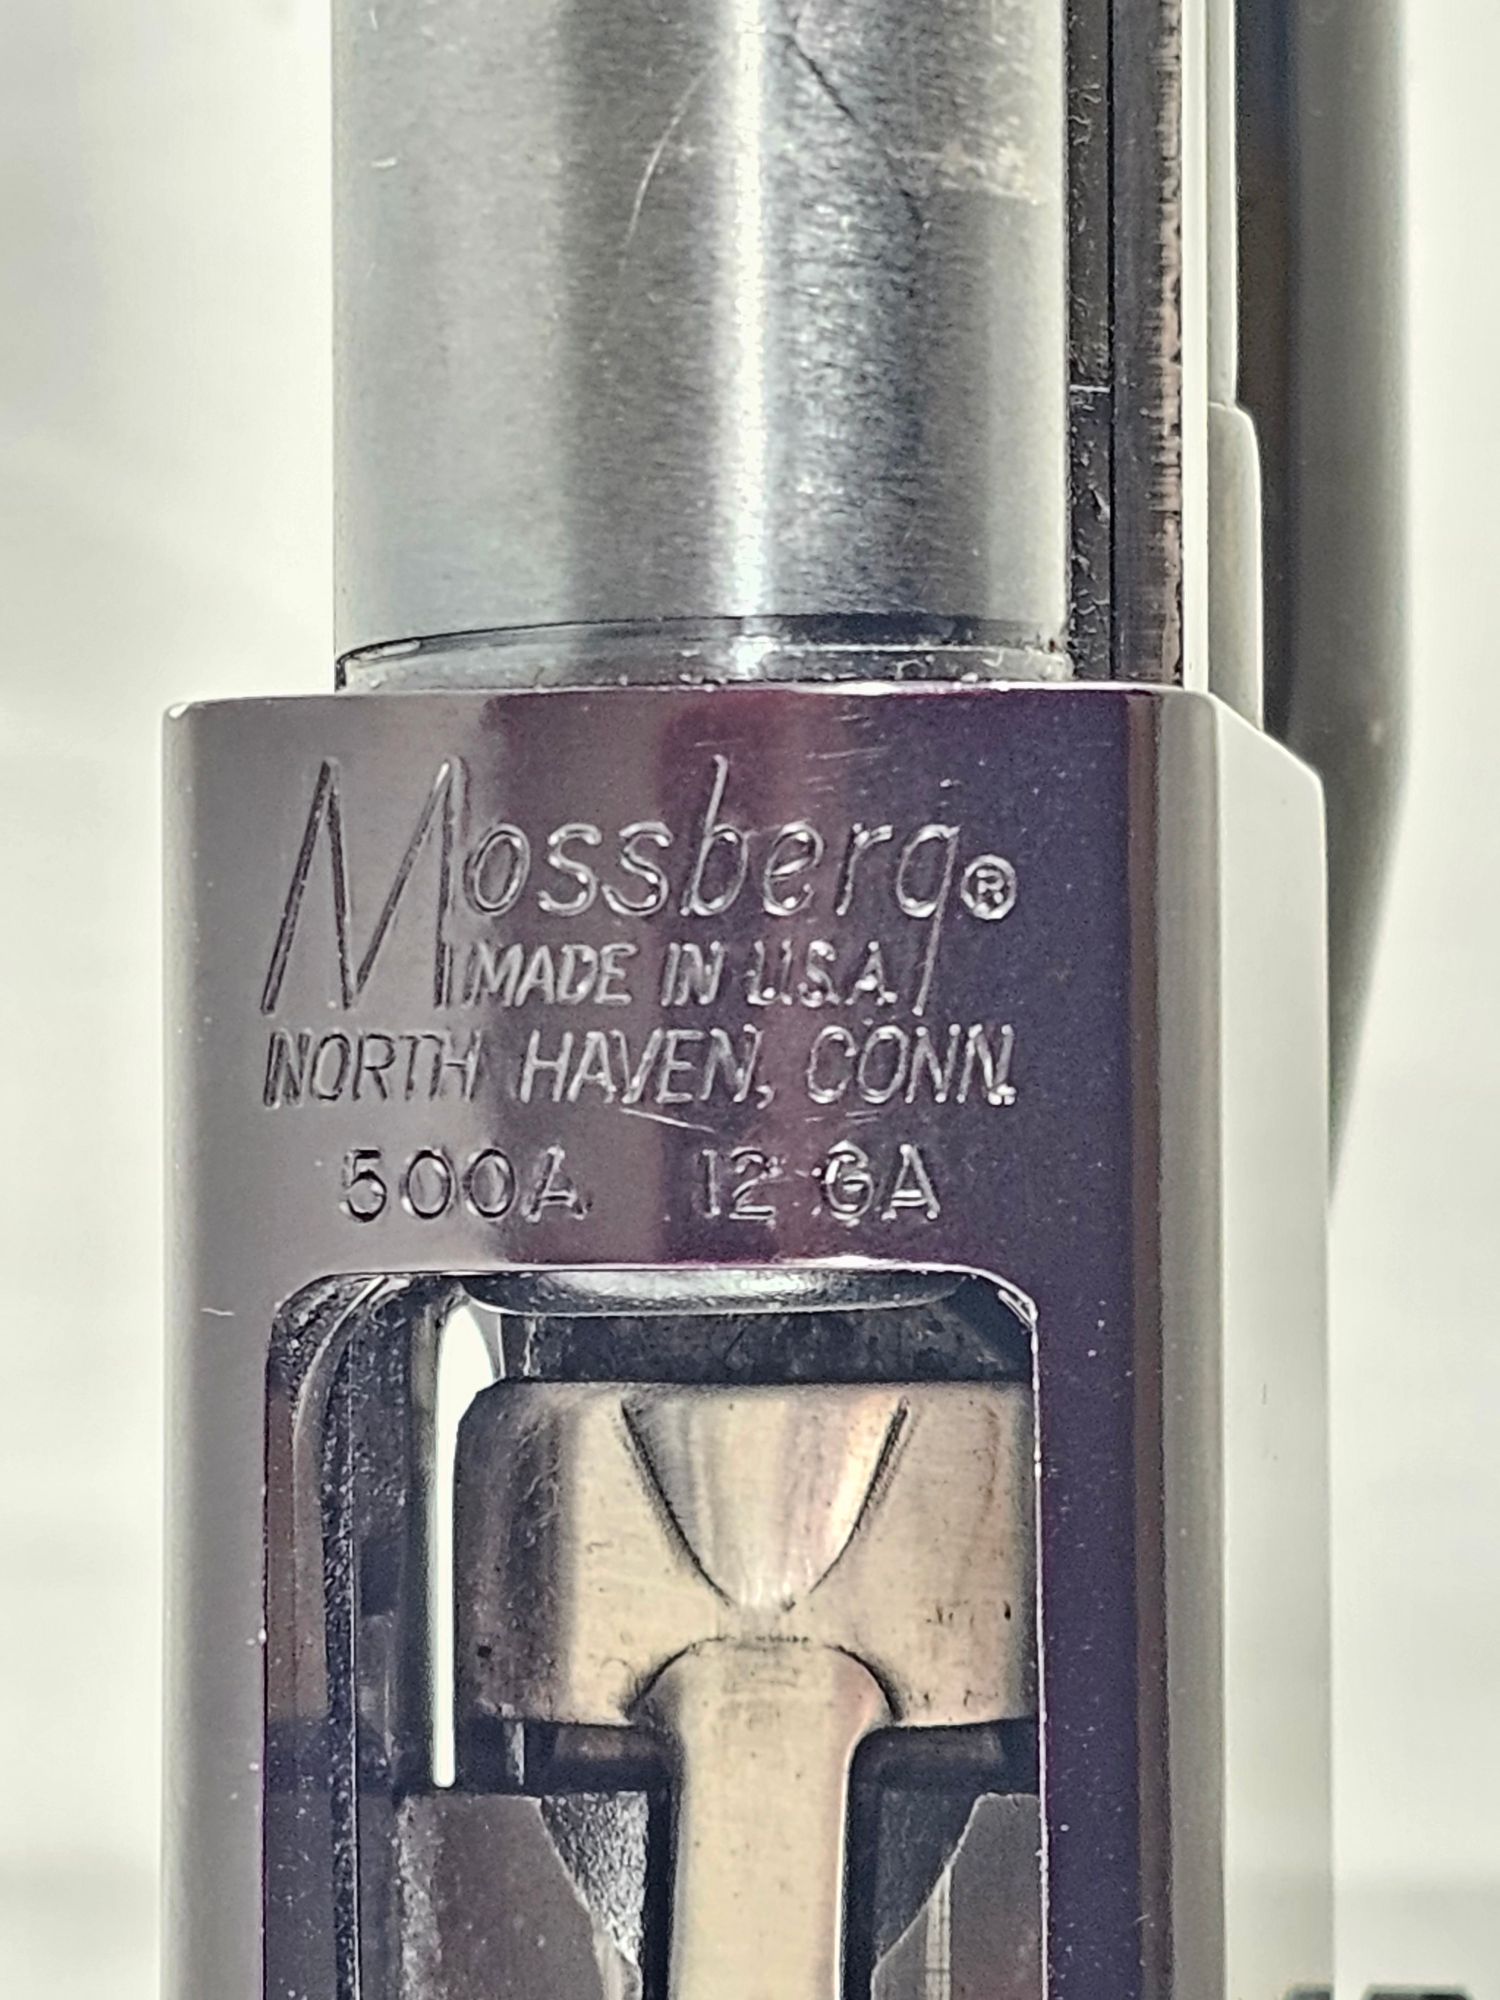 Mossberg®
MADE IN U.S.A.
NORTH HAVEN, CONN.
500A 12 GA